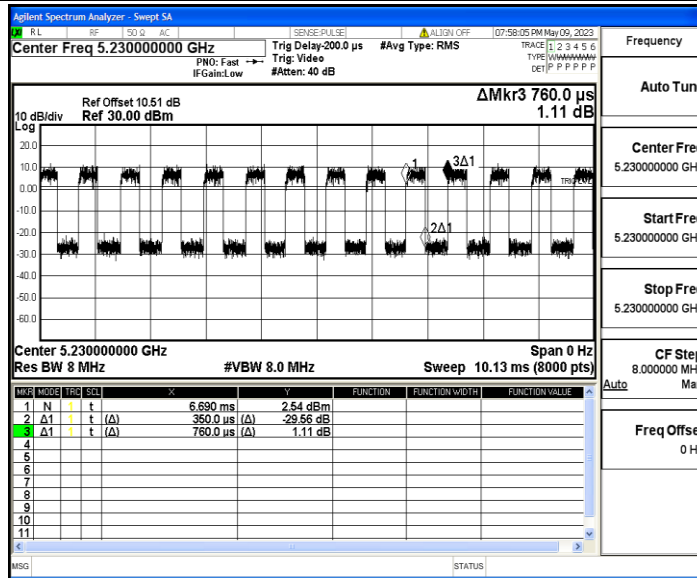 Agilent Spectrum Analyzer - Swept SA
RL RF 50 Ω AC SENSE:PULSE ALIGN OFF 07:58:05 PM May 09, 2023
Center Freq 5.230000000 GHz
PNO: Fast
IFGain:Low
Trig Delay-200.0 µs
Trig: Video
#Atten: 40 dB
#Avg Type: RMS
TRACE 1 2 3 4 5 6
TYPE WWWWWW
DET P P P P P P
Ref Offset 10.51 dB
Ref 30.00 dBm
10 dB/div
Log
ΔMkr3 760.0 µs
1.11 dB
20.0
10.0
0.00
-10.0
-20.0
-30.0
-40.0
-50.0
-60.0
1
3Δ1
2Δ1
Center 5.230000000 GHz
Span 0 Hz
Res BW 8 MHz
#VBW 8.0 MHz
Sweep 10.13 ms (8000 pts)
MKR MODE TRC SCL X Y FUNCTION FUNCTION WIDTH FUNCTION VALUE
1 N 1 t 6.690 ms 2.54 dBm
2 Δ1 1 t (Δ) 350.0 µs (Δ) -29.56 dB
3 Δ1 1 t (Δ) 760.0 µs (Δ) 1.11 dB
4
5
6
7
8
9
10
11
MSG
STATUS
Frequency
Auto Tun
Center Fre
5.230000000 GH
Start Fre
5.230000000 GH
Stop Fre
5.230000000 GH
CF Step
8.000000 MH
Auto Ma
Freq Offse
0 H